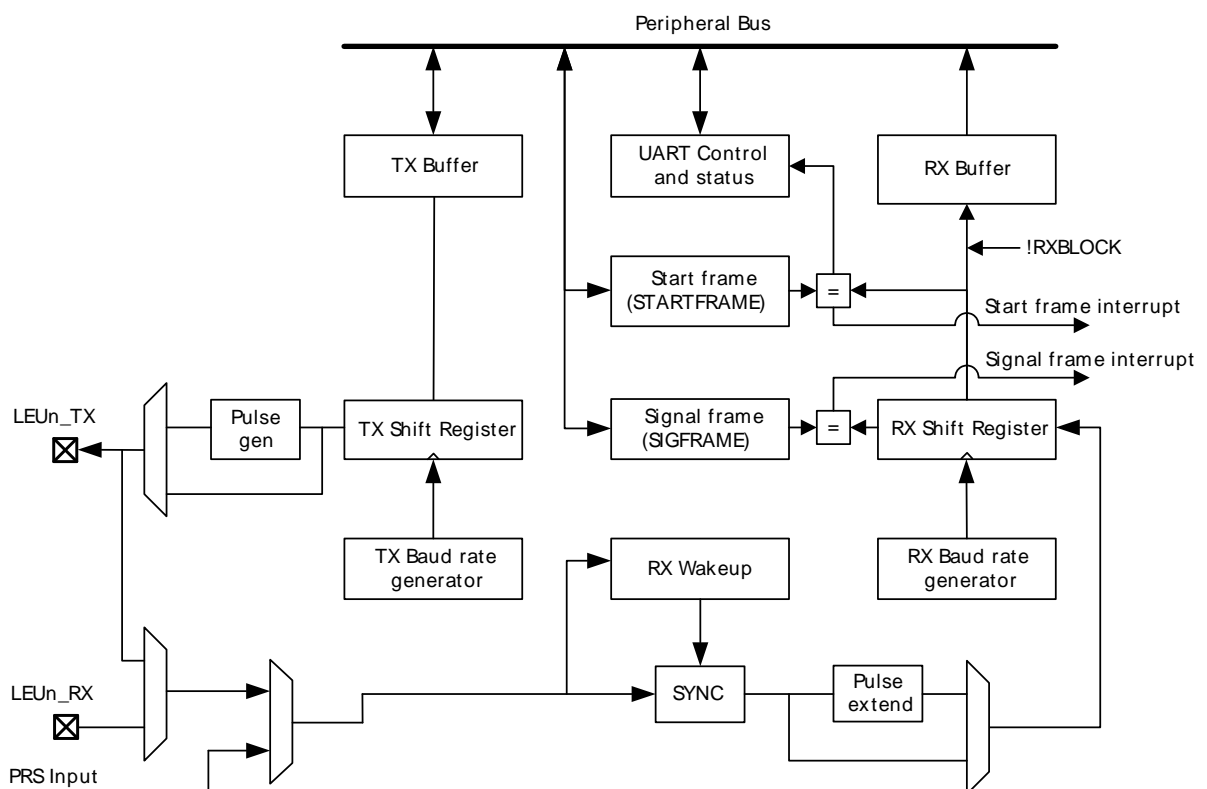 Peripheral Bus
TX Buffer
UART Control
and status
RX Buffer
!RXBLOCK
Start frame
(STARTFRAME)
=
Start frame interrupt
Signal frame interrupt
LEUn_TX
Pulse
gen
TX Shift Register
Signal frame
(SIGFRAME)
=
RX Shift Register
TX Baud rate
generator
RX Wakeup
RX Baud rate
generator
LEUn_RX
SYNC
Pulse
extend
PRS Input